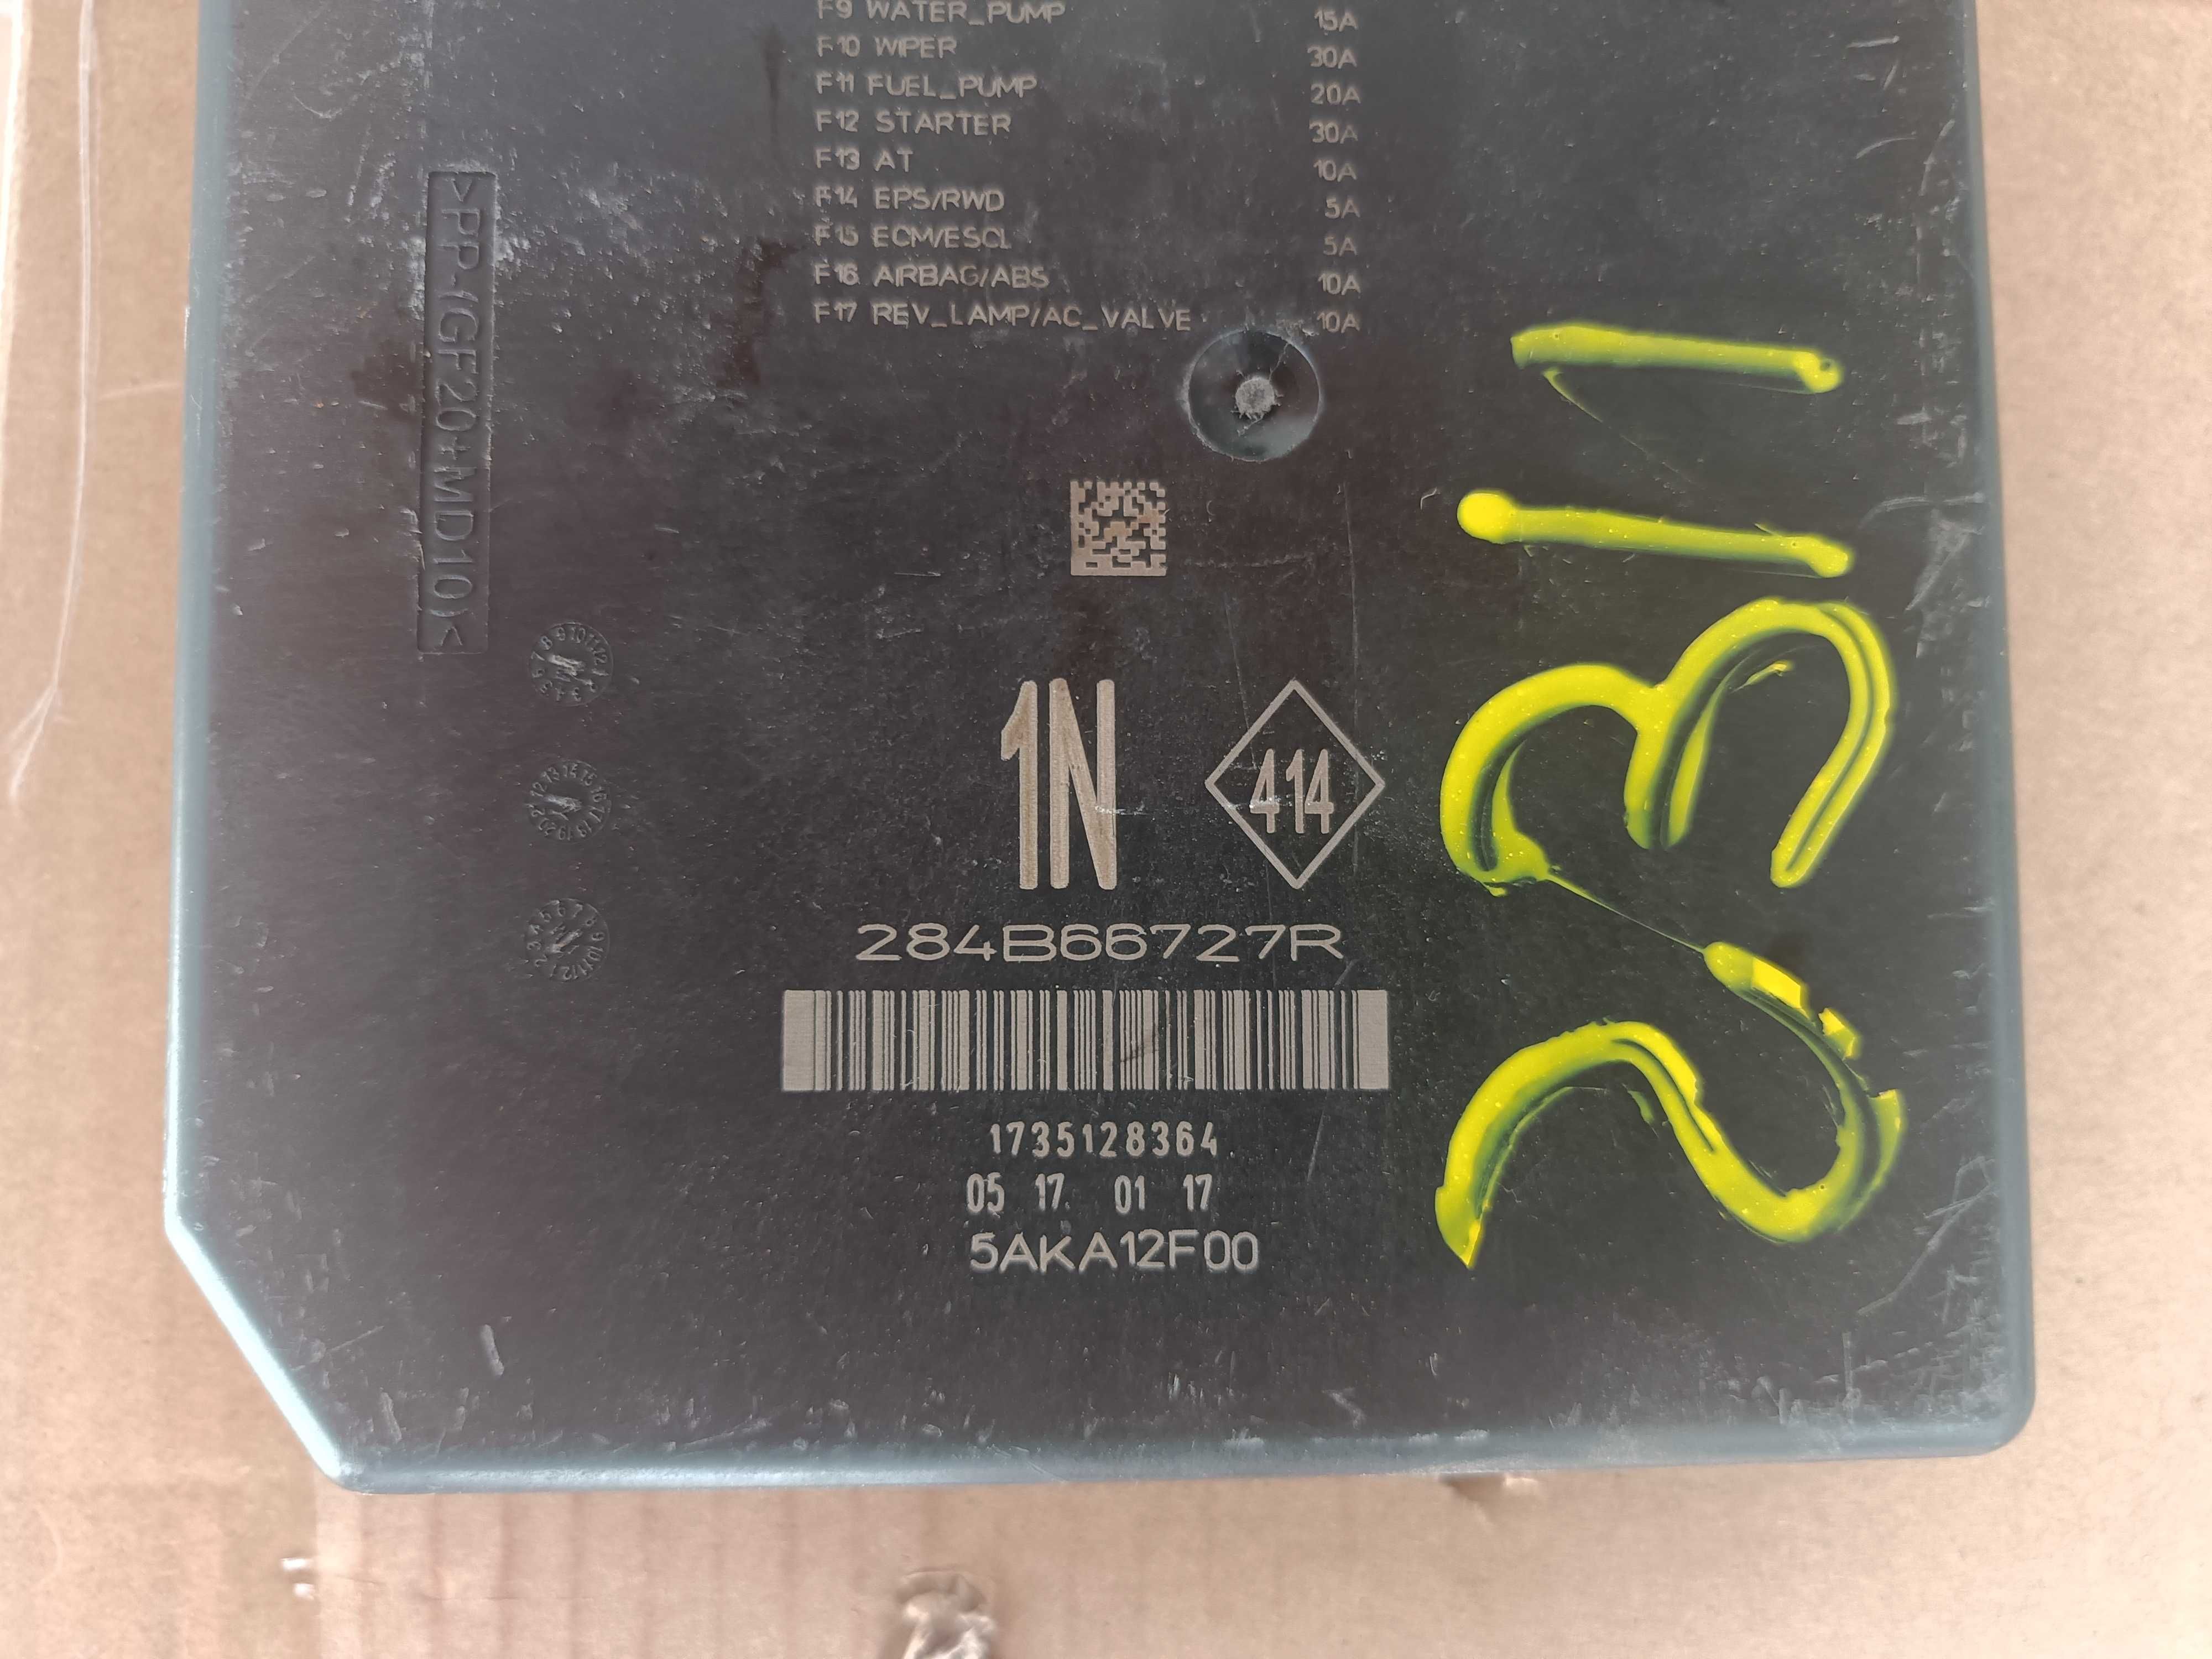 F9 WATER_PUMP 15A
F10 WIPER 30A
F11 FUEL_PUMP 20A
F12 STARTER 30A
F13 AT 10A
F14 EPS/RWD 5A
F15 ECM/ESCL 5A
F16 AIRBAG/ABS 10A
F17 REV_LAMP/AC_VALVE 10A
>PP-(GF20+MD10)<
1N
414
284B66727R
1735128364
05 17 01 17
5AKA12F00
2311